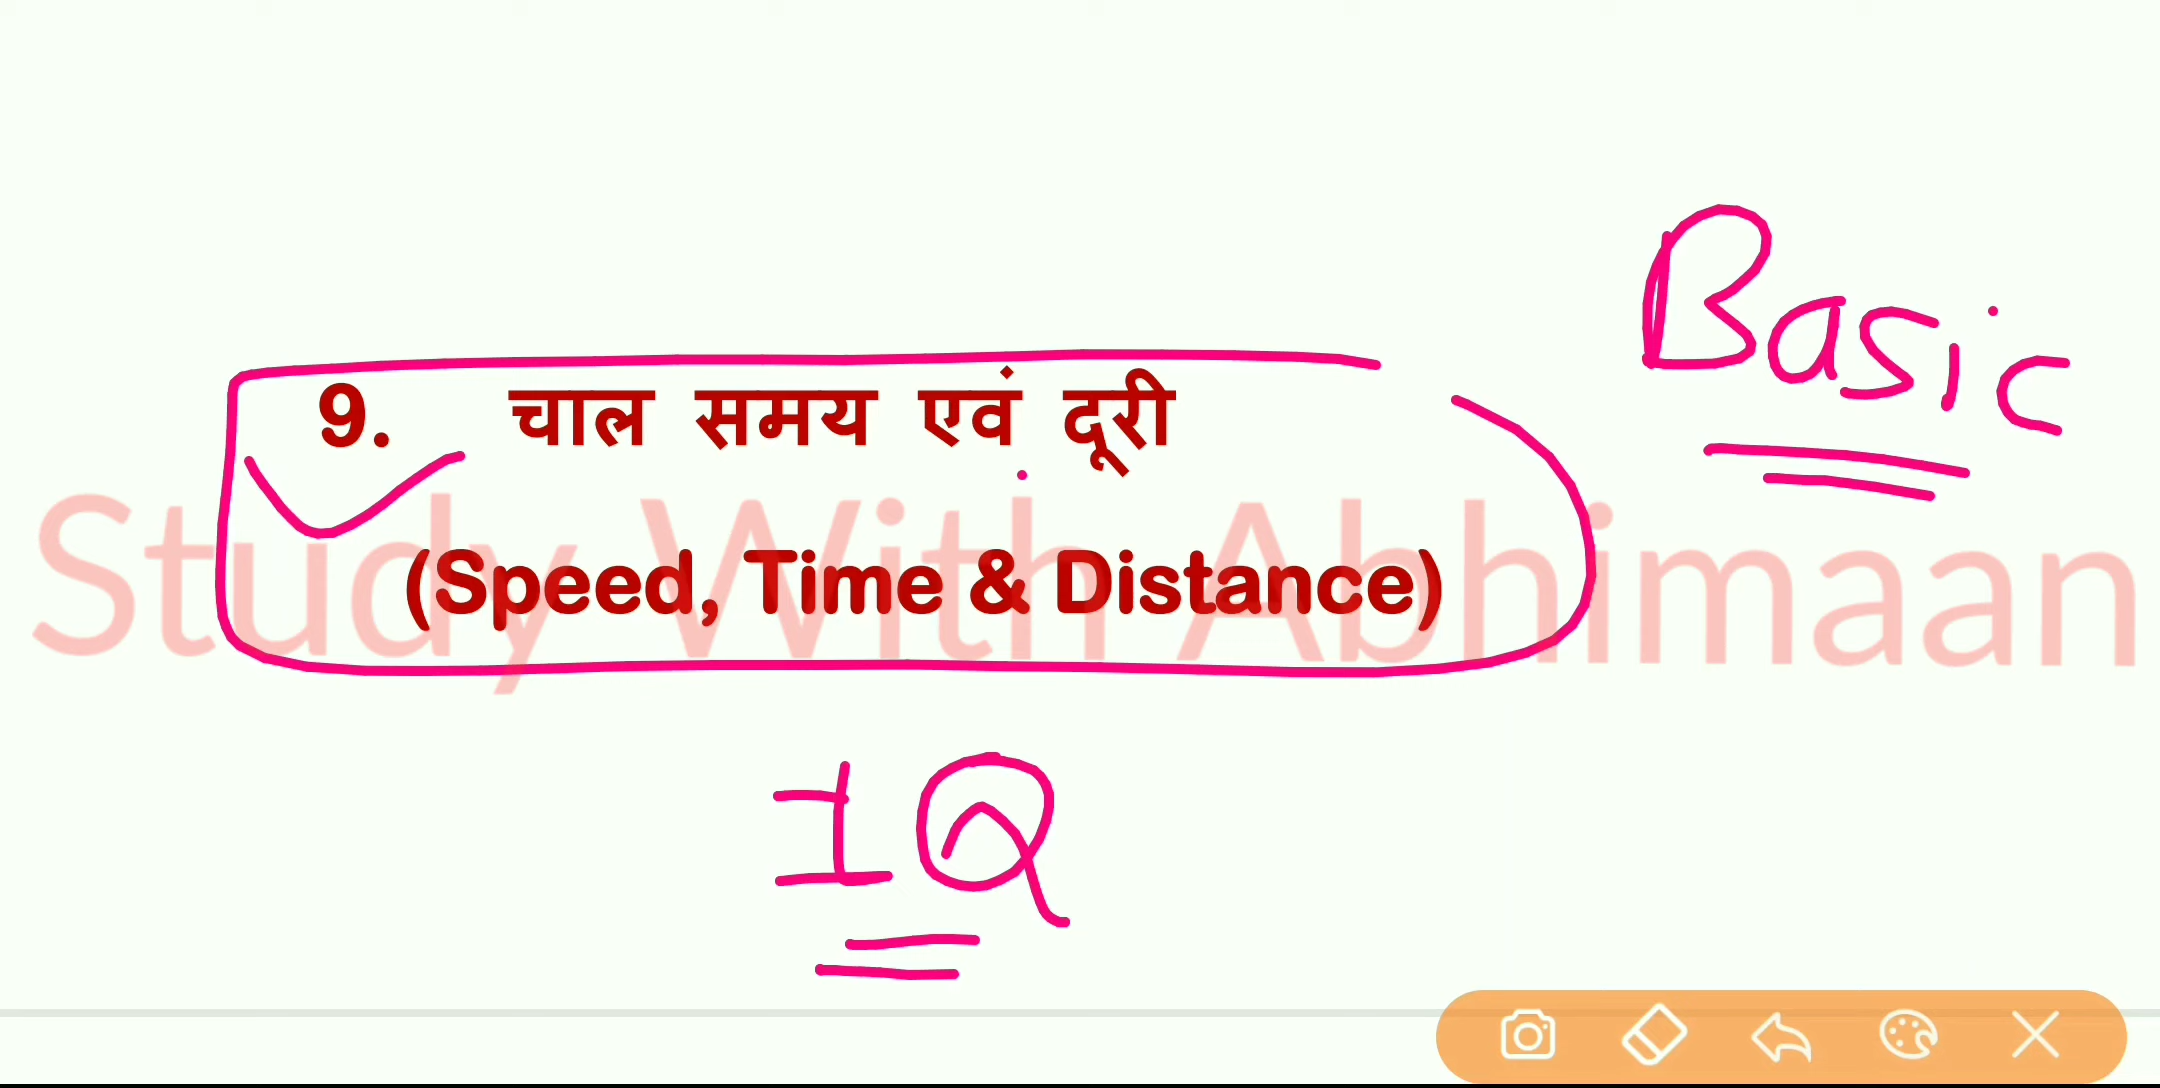 Basic
9. चाल समय एवं दूरी
(Speed, Time & Distance)
Study With Abhimaan
1Q